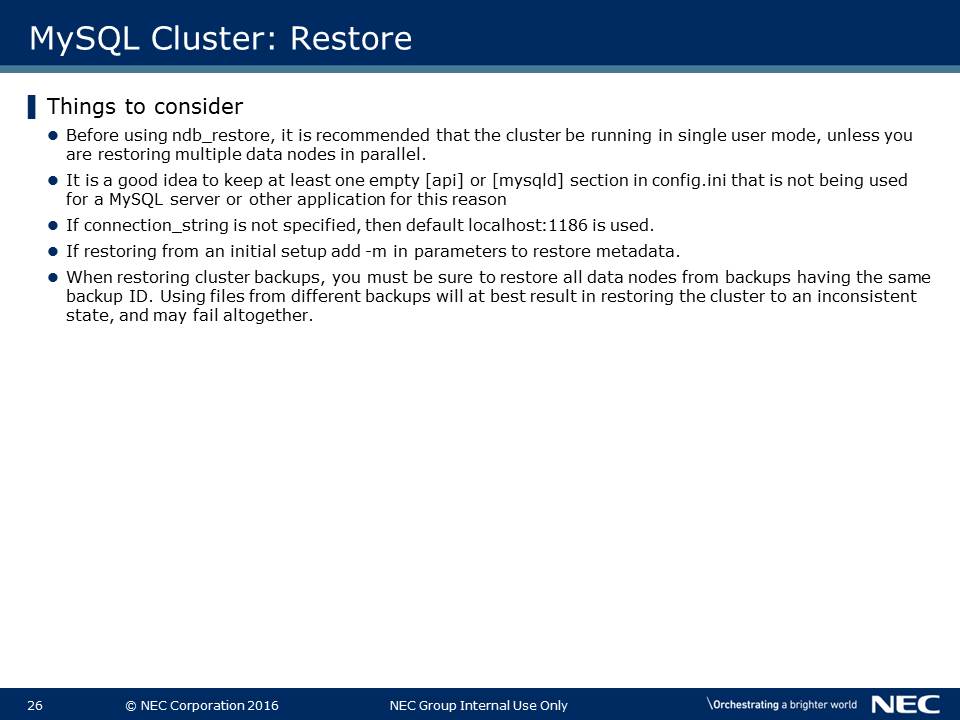 MySQL Cluster: Restore
Things to consider
Before using ndb_restore, it is recommended that the cluster be running in single user mode, unless you
are restoring multiple data nodes in parallel.
It is a good idea to keep at least one empty [api] or [mysqld] section in config.ini that is not being used
for a MySQL server or other application for this reason
If connection_string is not specified, then default localhost:1186 is used.
If restoring from an initial setup add -m in parameters to restore metadata.
When restoring cluster backups, you must be sure to restore all data nodes from backups having the same
backup ID. Using files from different backups will at best result in restoring the cluster to an inconsistent
state, and may fail altogether.
26 © NEC Corporation 2016 NEC Group Internal Use Only \Orchestrating a brighter world NEC